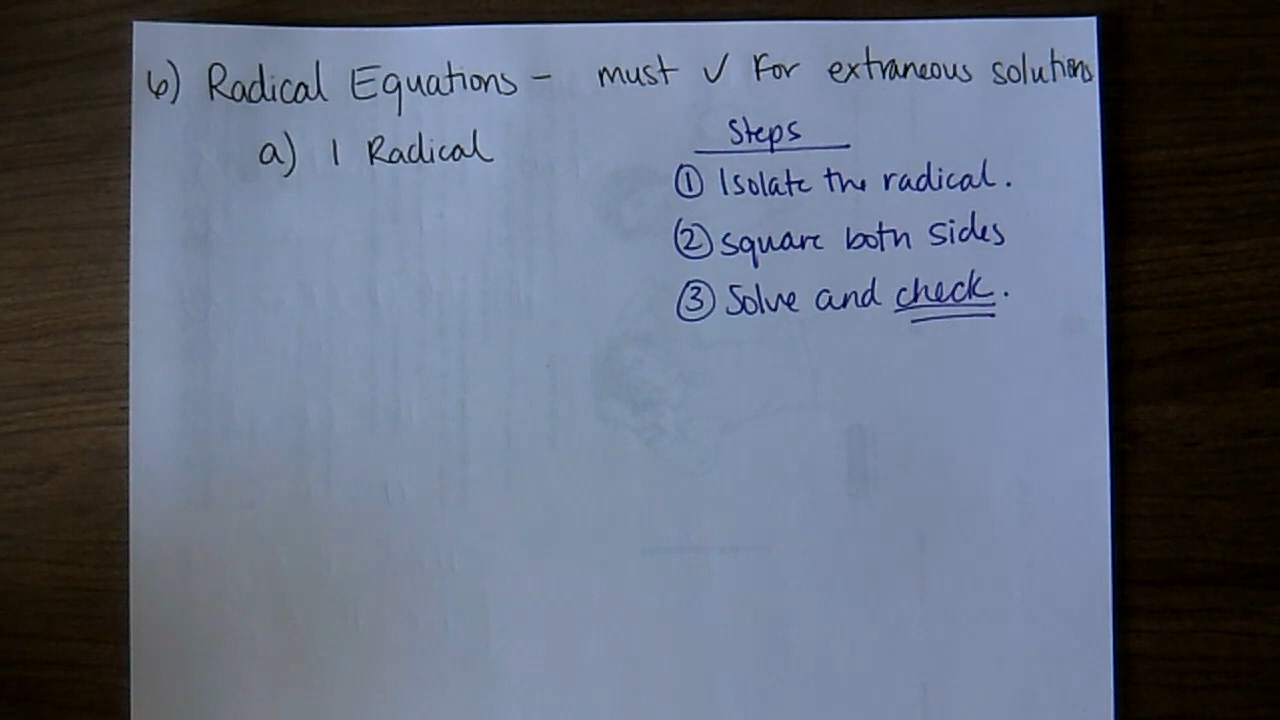 6) Radical Equations - must ✓ For extraneous solutions
a) 1 Radical
Steps
① Isolate the radical.
② square both sides
③ Solve and check.